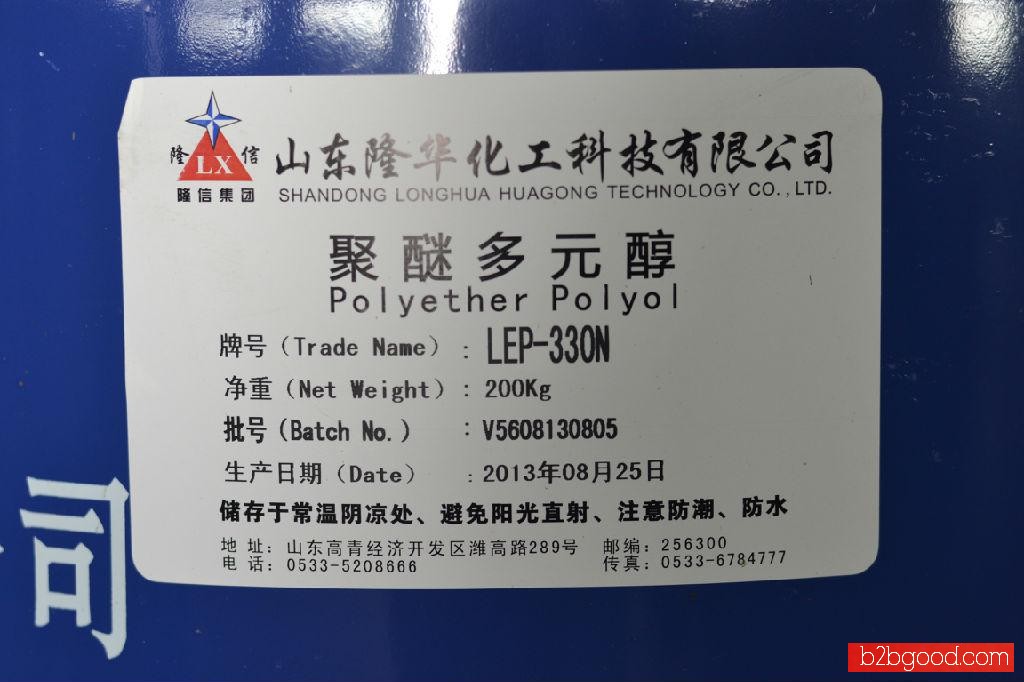 隆 LX 信
隆信集团
山东隆华化工科技有限公司
SHANDONG LONGHUA HUAGONG TECHNOLOGY CO.,LTD.
聚醚多元醇
Polyether Polyol
牌号（Trade Name）：LEP-330N
净重（Net Weight）：200Kg
批号（Batch No.）：V5608130805
生产日期（Date）：2013年08月25日
储存于常温阴凉处、避免阳光直射、注意防潮、防水
地 址：山东高青经济开发区潍高路289号 邮编：256300
电 话：0533-5208666 传真：0533-6784777
司
b2bgood.com